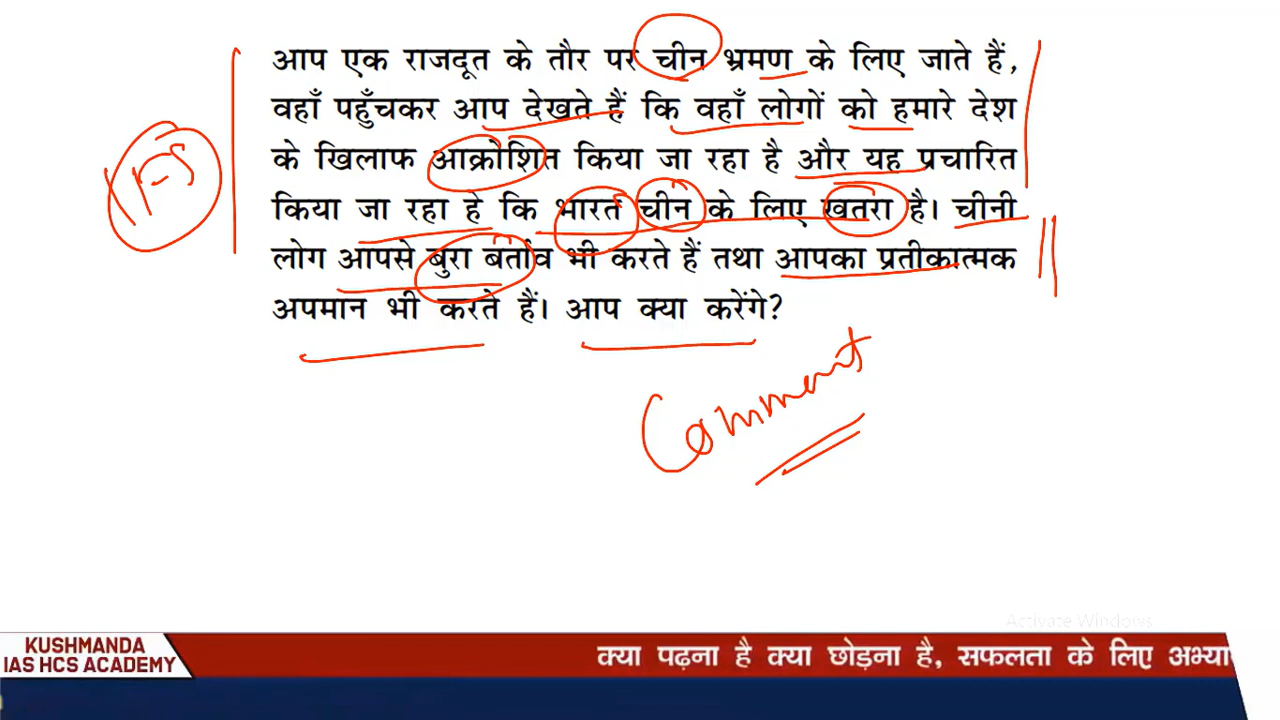 आप एक राजदूत के तौर पर चीन भ्रमण के लिए जाते हैं,
वहाँ पहुँचकर आप देखते हैं कि वहाँ लोगों को हमारे देश
के खिलाफ आक्रोशित किया जा रहा है और यह प्रचारित
किया जा रहा है कि भारत चीन के लिए खतरा है। चीनी
लोग आपसे बुरा बर्ताव भी करते हैं तथा आपका प्रतीकात्मक
अपमान भी करते हैं। आप क्या करेंगे?
Comment
Activate Windows
KUSHMANDA
IAS HCS ACADEMY
क्या पढ़ना है क्या छोड़ना है, सफलता के लिए अभ्या